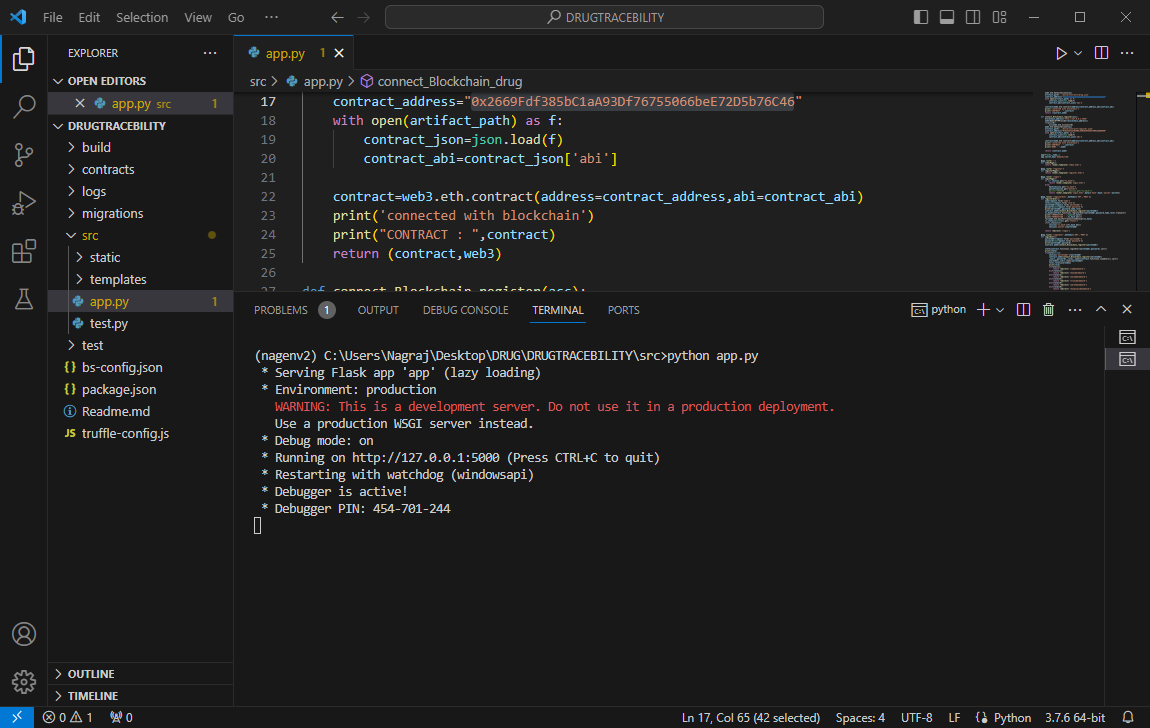 File Edit Selection View Go ··· DRUGTRACEBILITY
EXPLORER
OPEN EDITORS
app.py src 1
DRUGTRACEBILITY
build
contracts
logs
migrations
src
static
templates
app.py 1
test.py
test
{} bs-config.json
{} package.json
Readme.md
JS truffle-config.js
OUTLINE
TIMELINE
app.py 1
src > app.py > connect_Blockchain_drug
17 contract_address="0x2669Fdf385bC1aA93Df76755066beE72D5b76C46"
18 with open(artifact_path) as f:
19 contract_json=json.load(f)
20 contract_abi=contract_json['abi']
21
22 contract=web3.eth.contract(address=contract_address,abi=contract_abi)
23 print('connected with blockchain')
24 print("CONTRACT : ",contract)
25 return (contract,web3)
26
27 def connect_Blockchain_register(acc):
PROBLEMS 1 OUTPUT DEBUG CONSOLE TERMINAL PORTS python
(nagenv2) C:\Users\Nagraj\Desktop\DRUG\DRUGTRACEBILITY\src>python app.py
* Serving Flask app 'app' (lazy loading)
* Environment: production
WARNING: This is a development server. Do not use it in a production deployment.
Use a production WSGI server instead.
* Debug mode: on
* Running on http://127.0.0.1:5000 (Press CTRL+C to quit)
* Restarting with watchdog (windowsapi)
* Debugger is active!
* Debugger PIN: 454-701-244
0 1 0 Ln 17, Col 65 (42 selected) Spaces: 4 UTF-8 LF Python 3.7.6 64-bit